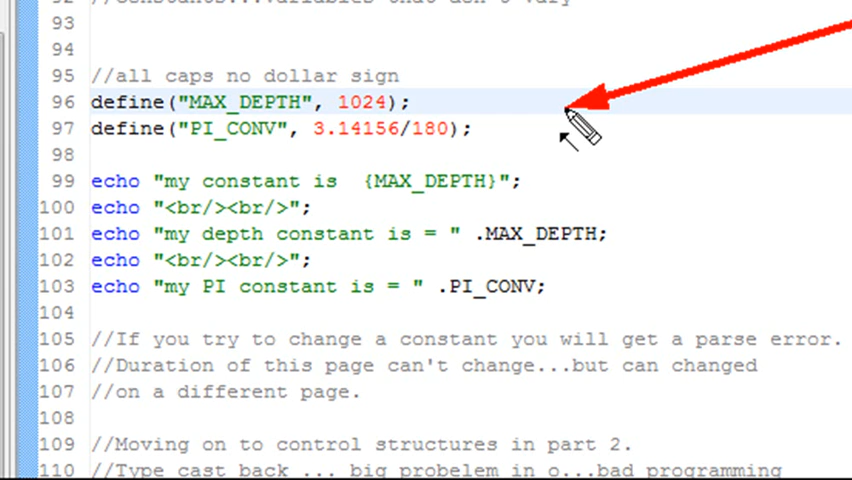 93
94
95 //all caps no dollar sign
96 define("MAX_DEPTH", 1024);
97 define("PI_CONV", 3.14156/180);
98
99 echo "my constant is  {MAX_DEPTH}";
100 echo "<br/><br/>";
101 echo "my depth constant is = " .MAX_DEPTH;
102 echo "<br/><br/>";
103 echo "my PI constant is = " .PI_CONV;
104
105 //If you try to change a constant you will get a parse error.
106 //Duration of this page can't change...but can changed
107 //on a different page.
108
109 //Moving on to control structures in part 2.
110 //Type cast back ... big probelem in o...bad programming